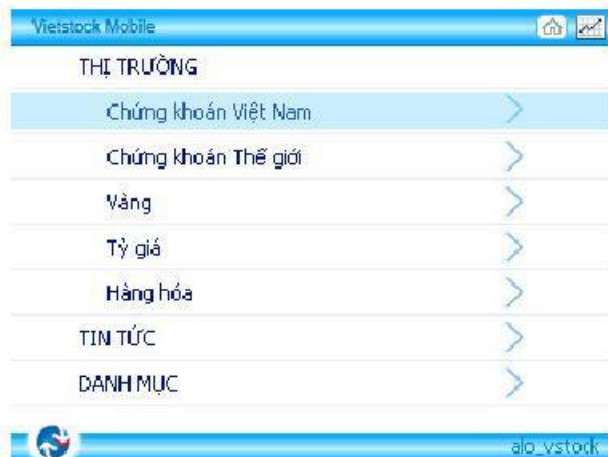 Vietstock Mobile
THỊ TRƯỜNG
Chứng khoán Việt Nam
Chứng khoán Thế giới
Vàng
Tỷ giá
Hàng hóa
TIN TỨC
DANH MỤC
alo_vstock